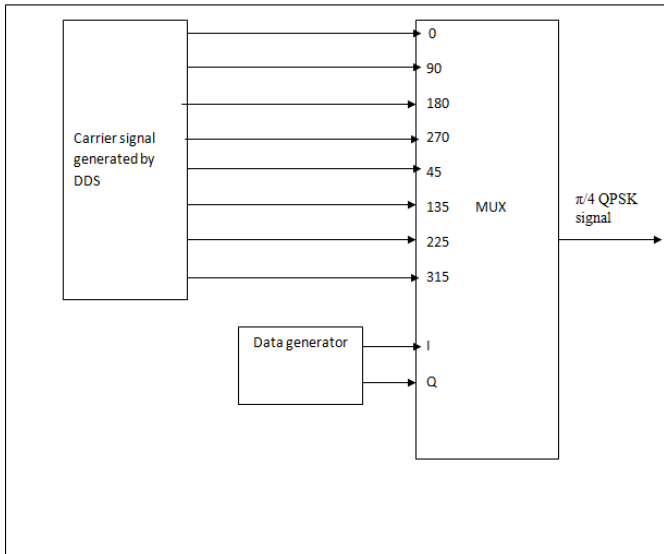 Carrier signal
generated by
DDS
0
90
180
270
45
135
225
315
MUX
π/4 QPSK
signal
Data generator
I
Q